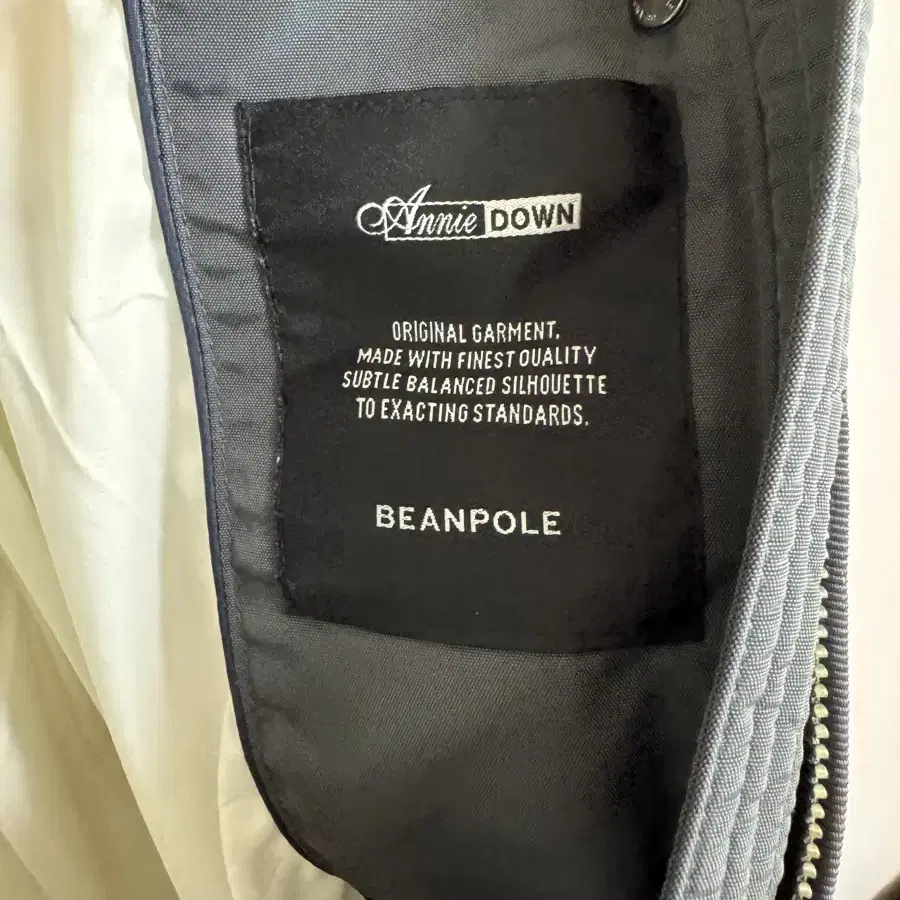 Annie DOWN
ORIGINAL GARMENT.
MADE WITH FINEST QUALITY
SUBTLE BALANCED SILHOUETTE
TO EXACTING STANDARDS.
BEANPOLE